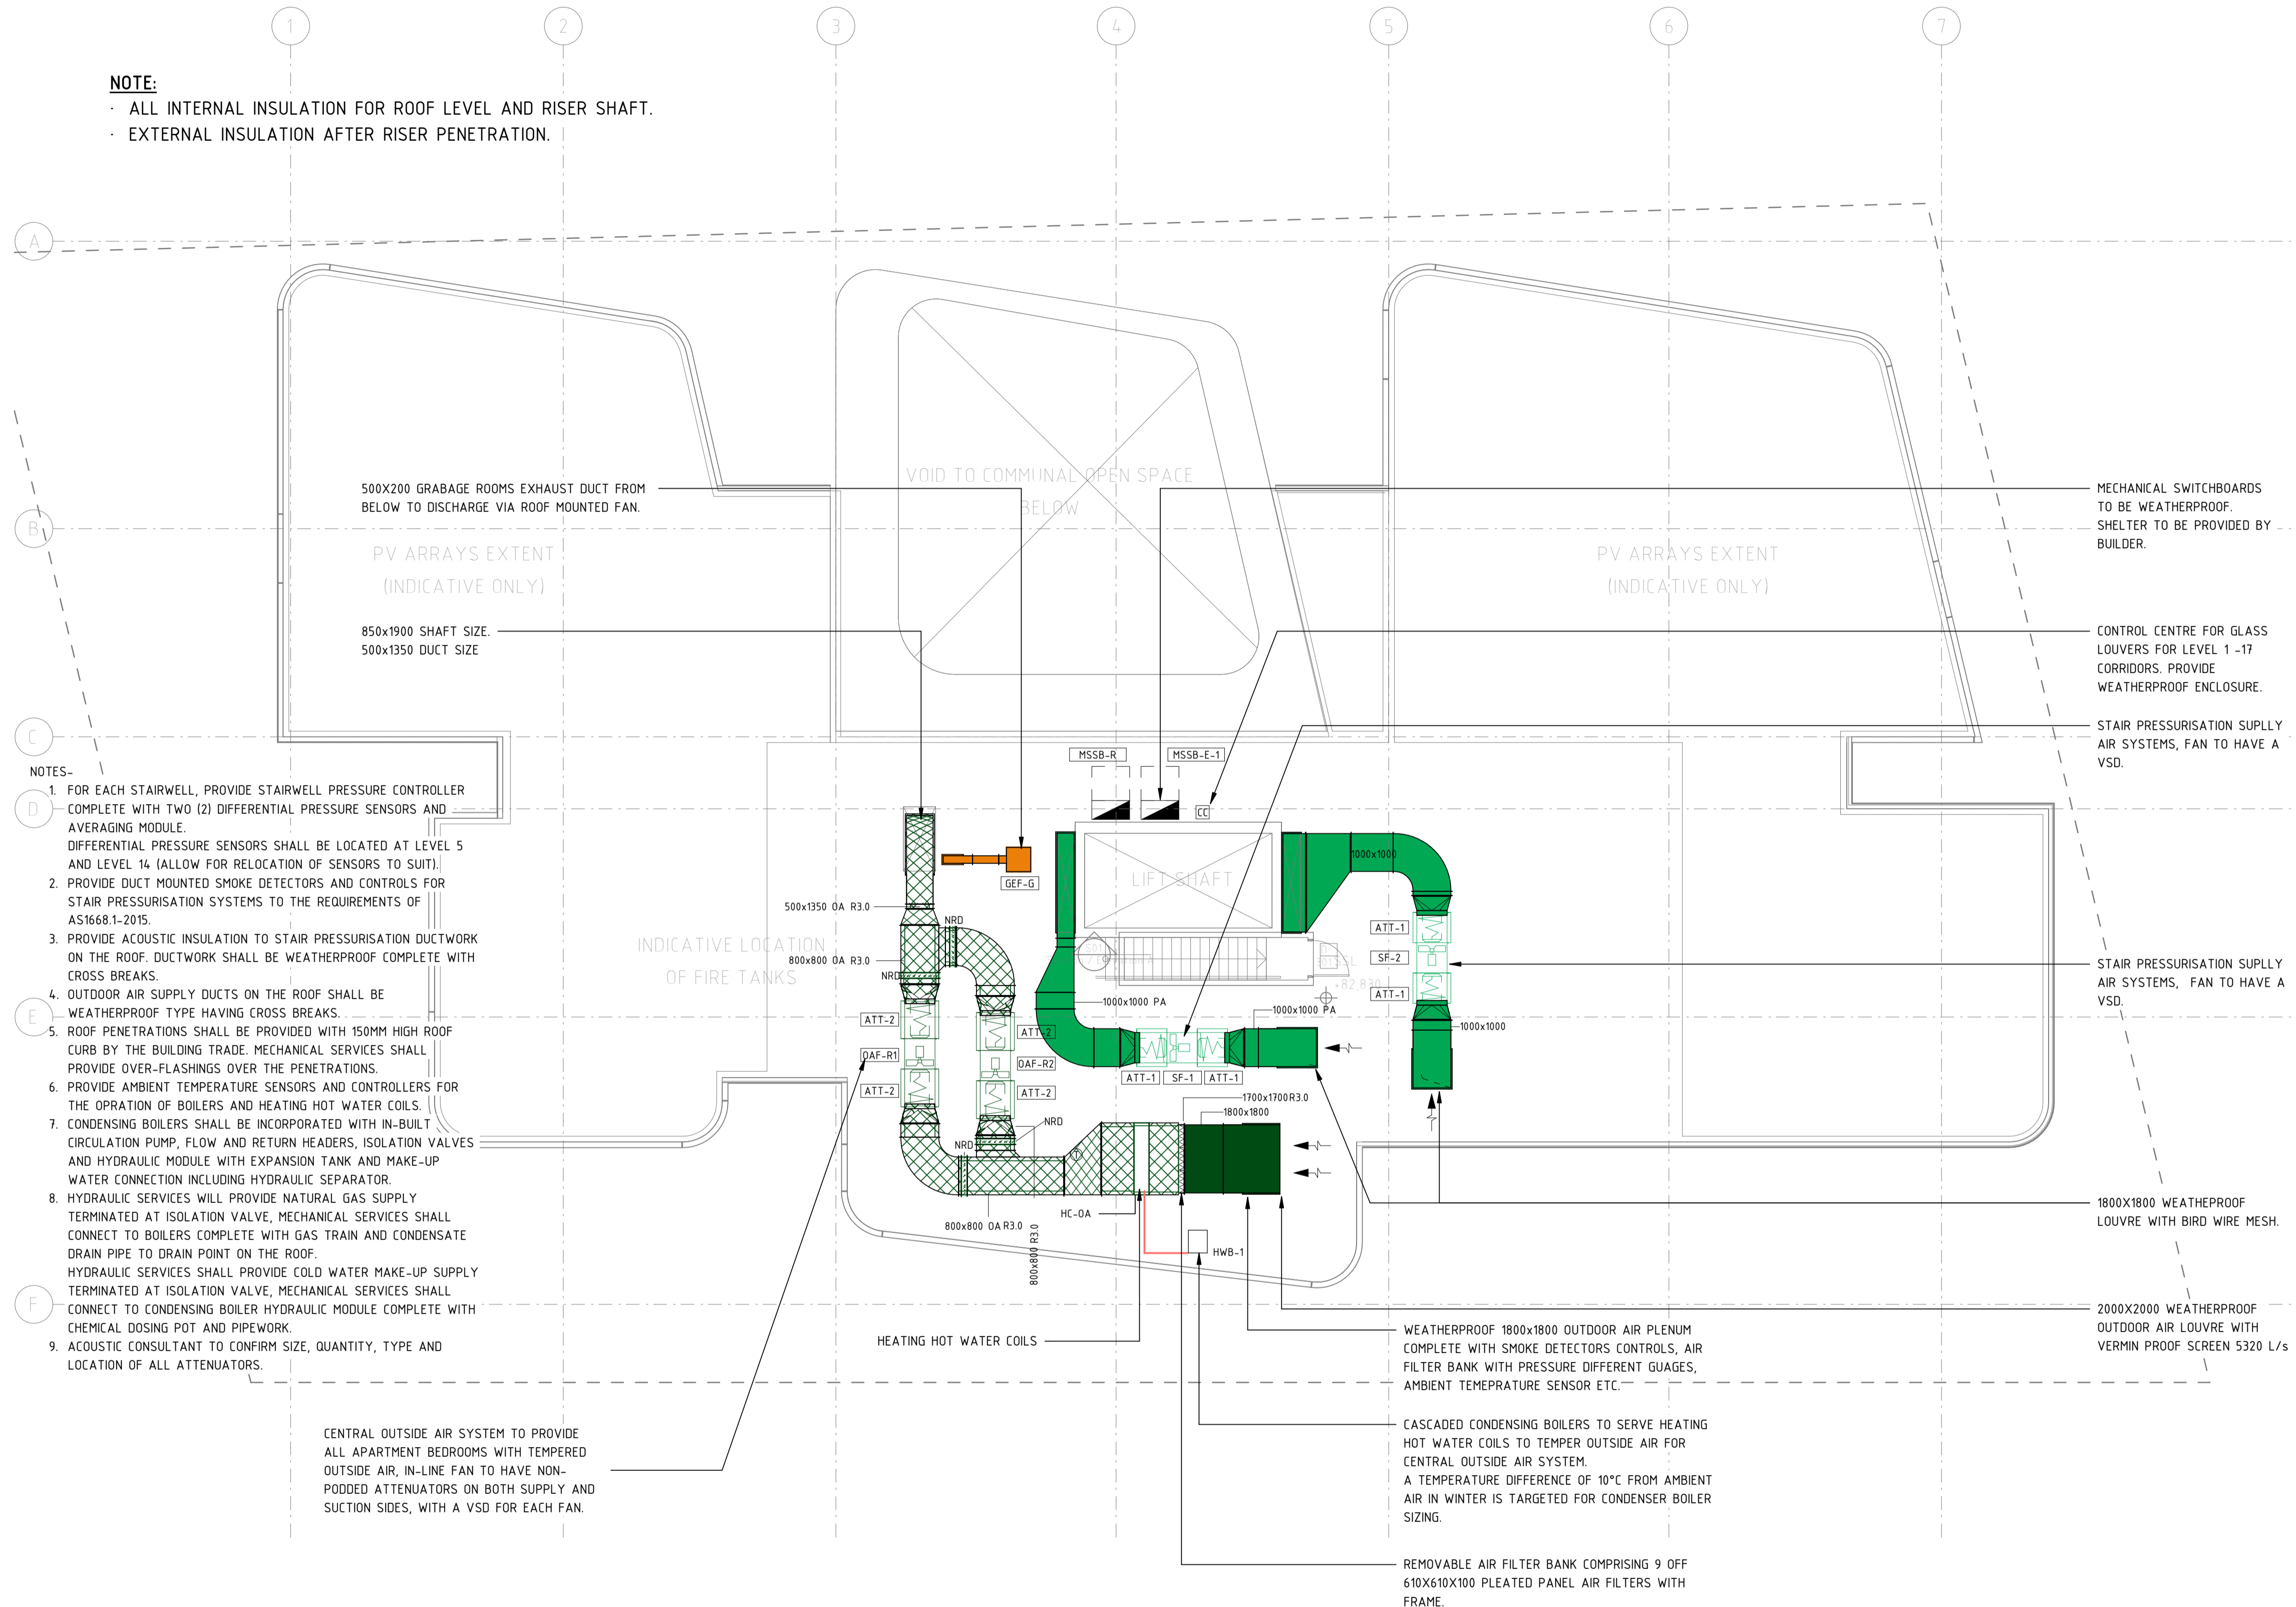 1
2
3
4
5
6
7
NOTE:
· ALL INTERNAL INSULATION FOR ROOF LEVEL AND RISER SHAFT.
· EXTERNAL INSULATION AFTER RISER PENETRATION.
A
B
C
D
E
F
500X200 GRABAGE ROOMS EXHAUST DUCT FROM
BELOW TO DISCHARGE VIA ROOF MOUNTED FAN.
VOID TO COMMUNAL OPEN SPACE
BELOW
PV ARRAYS EXTENT
(INDICATIVE ONLY)
PV ARRAYS EXTENT
(INDICATIVE ONLY)
850x1900 SHAFT SIZE.
500x1350 DUCT SIZE
MECHANICAL SWITCHBOARDS
TO BE WEATHERPROOF.
SHELTER TO BE PROVIDED BY
BUILDER.
CONTROL CENTRE FOR GLASS
LOUVERS FOR LEVEL 1 -17
CORRIDORS. PROVIDE
WEATHERPROOF ENCLOSURE.
STAIR PRESSURISATION SUPLLY
AIR SYSTEMS, FAN TO HAVE A
VSD.
STAIR PRESSURISATION SUPLLY
AIR SYSTEMS, FAN TO HAVE A
VSD.
1800X1800 WEATHEPROOF
LOUVRE WITH BIRD WIRE MESH.
2000X2000 WEATHERPROOF
OUTDOOR AIR LOUVRE WITH
VERMIN PROOF SCREEN 5320 L/s
NOTES-
1. FOR EACH STAIRWELL, PROVIDE STAIRWELL PRESSURE CONTROLLER
COMPLETE WITH TWO (2) DIFFERENTIAL PRESSURE SENSORS AND
AVERAGING MODULE.
DIFFERENTIAL PRESSURE SENSORS SHALL BE LOCATED AT LEVEL 5
AND LEVEL 14 (ALLOW FOR RELOCATION OF SENSORS TO SUIT).
2. PROVIDE DUCT MOUNTED SMOKE DETECTORS AND CONTROLS FOR
STAIR PRESSURISATION SYSTEMS TO THE REQUIREMENTS OF
AS1668.1-2015.
3. PROVIDE ACOUSTIC INSULATION TO STAIR PRESSURISATION DUCTWORK
ON THE ROOF. DUCTWORK SHALL BE WEATHERPROOF COMPLETE WITH
CROSS BREAKS.
4. OUTDOOR AIR SUPPLY DUCTS ON THE ROOF SHALL BE
WEATHERPROOF TYPE HAVING CROSS BREAKS.
5. ROOF PENETRATIONS SHALL BE PROVIDED WITH 150MM HIGH ROOF
CURB BY THE BUILDING TRADE. MECHANICAL SERVICES SHALL
PROVIDE OVER-FLASHINGS OVER THE PENETRATIONS.
6. PROVIDE AMBIENT TEMPERATURE SENSORS AND CONTROLLERS FOR
THE OPRATION OF BOILERS AND HEATING HOT WATER COILS.
7. CONDENSING BOILERS SHALL BE INCORPORATED WITH IN-BUILT
CIRCULATION PUMP, FLOW AND RETURN HEADERS, ISOLATION VALVES
AND HYDRAULIC MODULE WITH EXPANSION TANK AND MAKE-UP
WATER CONNECTION INCLUDING HYDRAULIC SEPARATOR.
8. HYDRAULIC SERVICES WILL PROVIDE NATURAL GAS SUPPLY
TERMINATED AT ISOLATION VALVE, MECHANICAL SERVICES SHALL
CONNECT TO BOILERS COMPLETE WITH GAS TRAIN AND CONDENSATE
DRAIN PIPE TO DRAIN POINT ON THE ROOF.
HYDRAULIC SERVICES SHALL PROVIDE COLD WATER MAKE-UP SUPPLY
TERMINATED AT ISOLATION VALVE, MECHANICAL SERVICES SHALL
CONNECT TO CONDENSING BOILER HYDRAULIC MODULE COMPLETE WITH
CHEMICAL DOSING POT AND PIPEWORK.
9. ACOUSTIC CONSULTANT TO CONFIRM SIZE, QUANTITY, TYPE AND
LOCATION OF ALL ATTENUATORS.
MSSB-R
MSSB-E-1
CC
GEF-G
LIFT SHAFT
1000x1000
500x1350 OA R3.0
NRD
800x800 OA R3.0
NRD
INDICATIVE LOCATION
OF FIRE TANKS
ATT-1
SF-2
ATT-1
+82,830
1000x1000 PA
1000x1000 PA
1000x1000
ATT-2
ATT-2
OAF-R1
OAF-R2
ATT-2
ATT-2
ATT-1
SF-1
ATT-1
1700x1700R3.0
1800x1800
NRD
NRD
T
HC-OA
800x800 OA R3.0
800x800 R3.0
HWB-1
HEATING HOT WATER COILS
WEATHERPROOF 1800x1800 OUTDOOR AIR PLENUM
COMPLETE WITH SMOKE DETECTORS CONTROLS, AIR
FILTER BANK WITH PRESSURE DIFFERENT GUAGES,
AMBIENT TEMEPRATURE SENSOR ETC.
CASCADED CONDENSING BOILERS TO SERVE HEATING
HOT WATER COILS TO TEMPER OUTSIDE AIR FOR
CENTRAL OUTSIDE AIR SYSTEM.
A TEMPERATURE DIFFERENCE OF 10°C FROM AMBIENT
AIR IN WINTER IS TARGETED FOR CONDENSER BOILER
SIZING.
CENTRAL OUTSIDE AIR SYSTEM TO PROVIDE
ALL APARTMENT BEDROOMS WITH TEMPERED
OUTSIDE AIR, IN-LINE FAN TO HAVE NON-
PODDED ATTENUATORS ON BOTH SUPPLY AND
SUCTION SIDES, WITH A VSD FOR EACH FAN.
REMOVABLE AIR FILTER BANK COMPRISING 9 OFF
610X610X100 PLEATED PANEL AIR FILTERS WITH
FRAME.